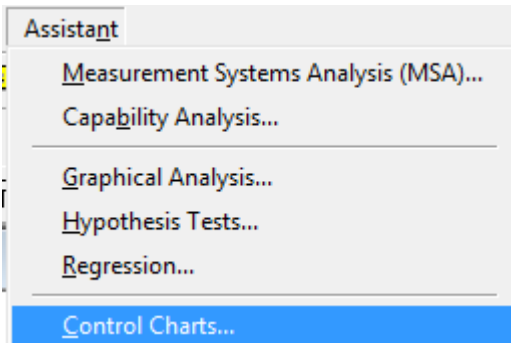 Assistant
Measurement Systems Analysis (MSA)...
Capability Analysis...
Graphical Analysis...
Hypothesis Tests...
Regression...
Control Charts...